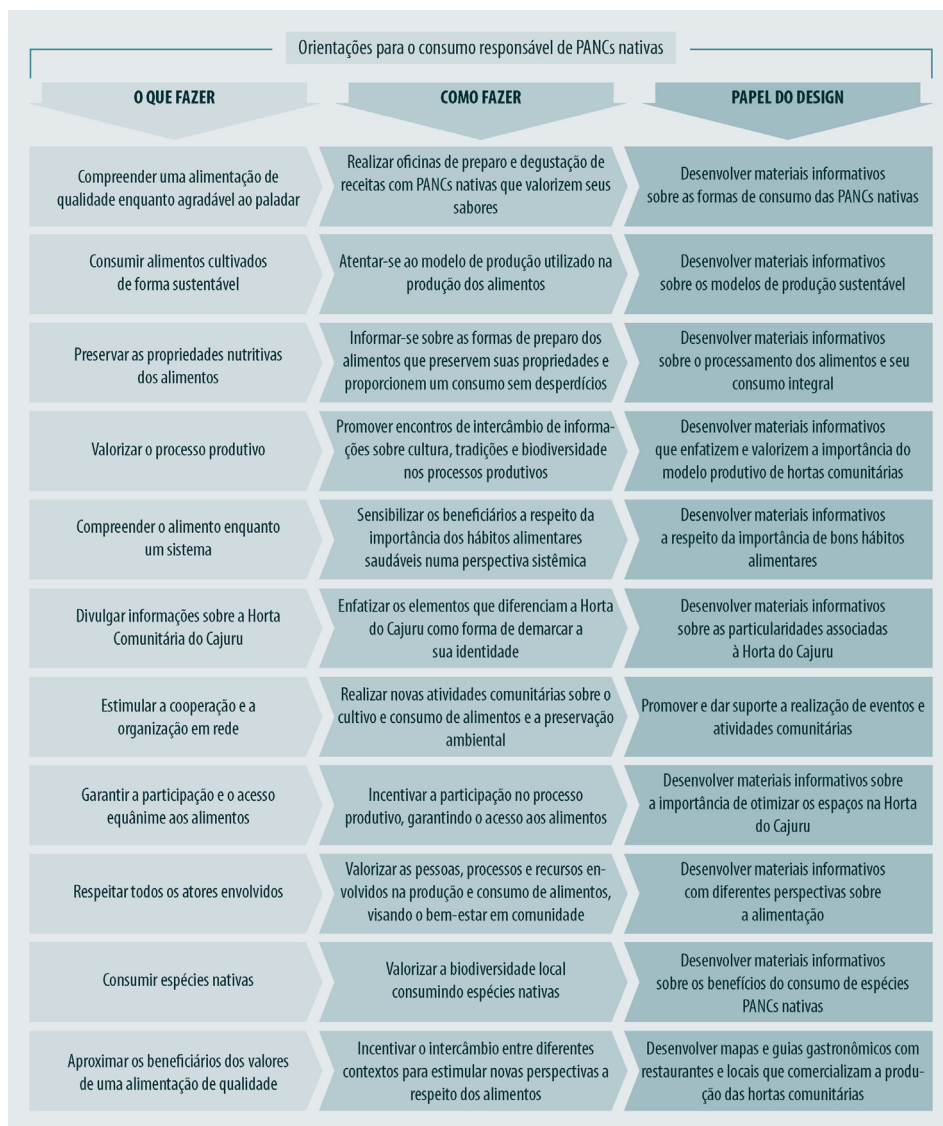 Orientações para o consumo responsável de PANCs nativas
O QUE FAZER
COMO FAZER
PAPEL DO DESIGN
Compreender uma alimentação de
qualidade enquanto agradável ao paladar
Realizar oficinas de preparo e degustação de
receitas com PANCs nativas que valorizem seus
sabores
Desenvolver materiais informativos
sobre as formas de consumo das PANCs nativas
Consumir alimentos cultivados
de forma sustentável
Atentar-se ao modelo de produção utilizado na
produção dos alimentos
Desenvolver materiais informativos
sobre os modelos de produção sustentável
Preservar as propriedades nutritivas
dos alimentos
Informar-se sobre as formas de preparo dos
alimentos que preservem suas propriedades e
proporcionem um consumo sem desperdícios
Desenvolver materiais informativos
sobre o processamento dos alimentos e seu
consumo integral
Valorizar o processo produtivo
Promover encontros de intercâmbio de informa-
ções sobre cultura, tradições e biodiversidade
nos processos produtivos
Desenvolver materiais informativos
que enfatizem e valorizem a importância do
modelo produtivo de hortas comunitárias
Compreender o alimento enquanto
um sistema
Sensibilizar os beneficiários a respeito da
importância dos hábitos alimentares
saudáveis numa perspectiva sistêmica
Desenvolver materiais informativos
a respeito da importância de bons hábitos
alimentares
Divulgar informações sobre a Horta
Comunitária do Cajuru
Enfatizar os elementos que diferenciam a Horta
do Cajuru como forma de demarcar a
sua identidade
Desenvolver materiais informativos
sobre as particularidades associadas
à Horta do Cajuru
Estimular a cooperação e a
organização em rede
Realizar novas atividades comunitárias sobre o
cultivo e consumo de alimentos e a preservação
ambiental
Promover e dar suporte a realização de eventos e
atividades comunitárias
Garantir a participação e o acesso
equânime aos alimentos
Incentivar a participação no processo
produtivo, garantindo o acesso aos alimentos
Desenvolver materiais informativos sobre
a importância de otimizar os espaços na Horta
do Cajuru
Respeitar todos os atores envolvidos
Valorizar as pessoas, processos e recursos en-
volvidos na produção e consumo de alimentos,
visando o bem-estar em comunidade
Desenvolver materiais informativos
com diferentes perspectivas sobre
a alimentação
Consumir espécies nativas
Valorizar a biodiversidade local
consumindo espécies nativas
Desenvolver materiais informativos
sobre os benefícios do consumo de espécies
PANCs nativas
Aproximar os beneficiários dos valores
de uma alimentação de qualidade
Incentivar o intercâmbio entre diferentes
contextos para estimular novas perspectivas a
respeito dos alimentos
Desenvolver mapas e guias gastronômicos com
restaurantes e locais que comercializam a produ-
ção das hortas comunitárias